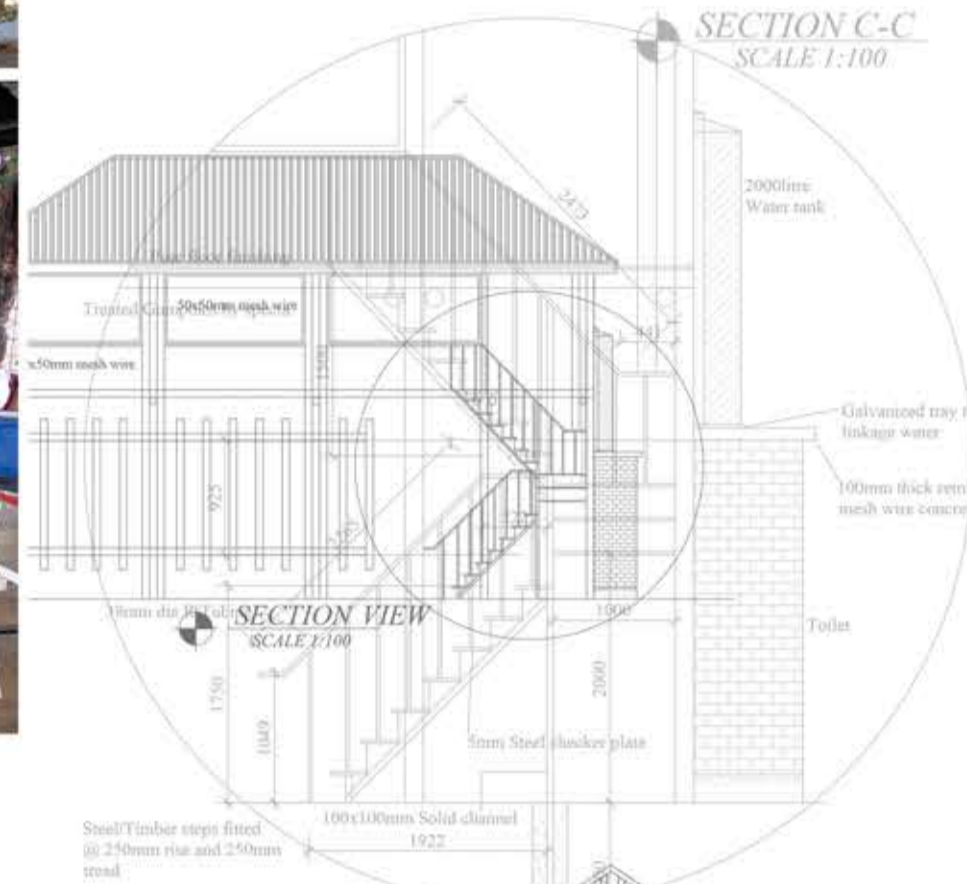 SECTION C-C
SCALE 1:100
2000litre
Water tank
2473
50x50mm mesh wire
Treated
x50mm mesh wire
1500
441
Galvanized tray
linkage water
100mm thick
mesh wire
925
SECTION VIEW
SCALE 1:100
1000
Toilet
1750
1049
2000
5mm Steel checker plate
100x100mm Solid channel
1922
Steel/Timber steps fitted
@ 250mm rise and 250mm
tread